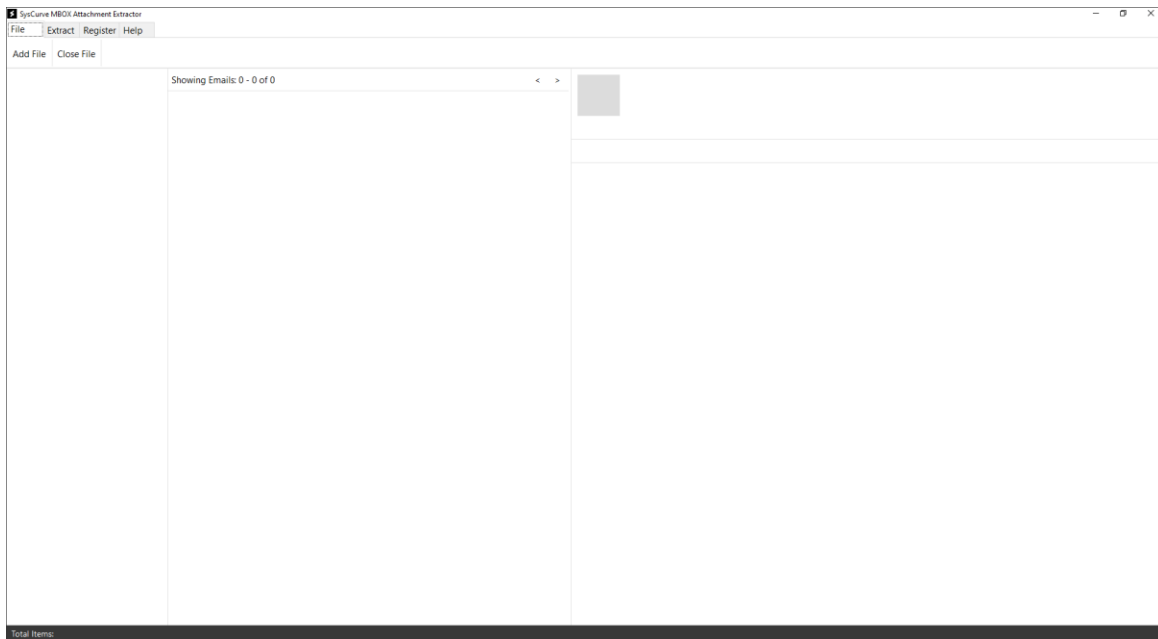 SysCurve MBOX Attachment Extractor
File Extract Register Help
Add File Close File
Showing Emails: 0 - 0 of 0 < >
Total Items: